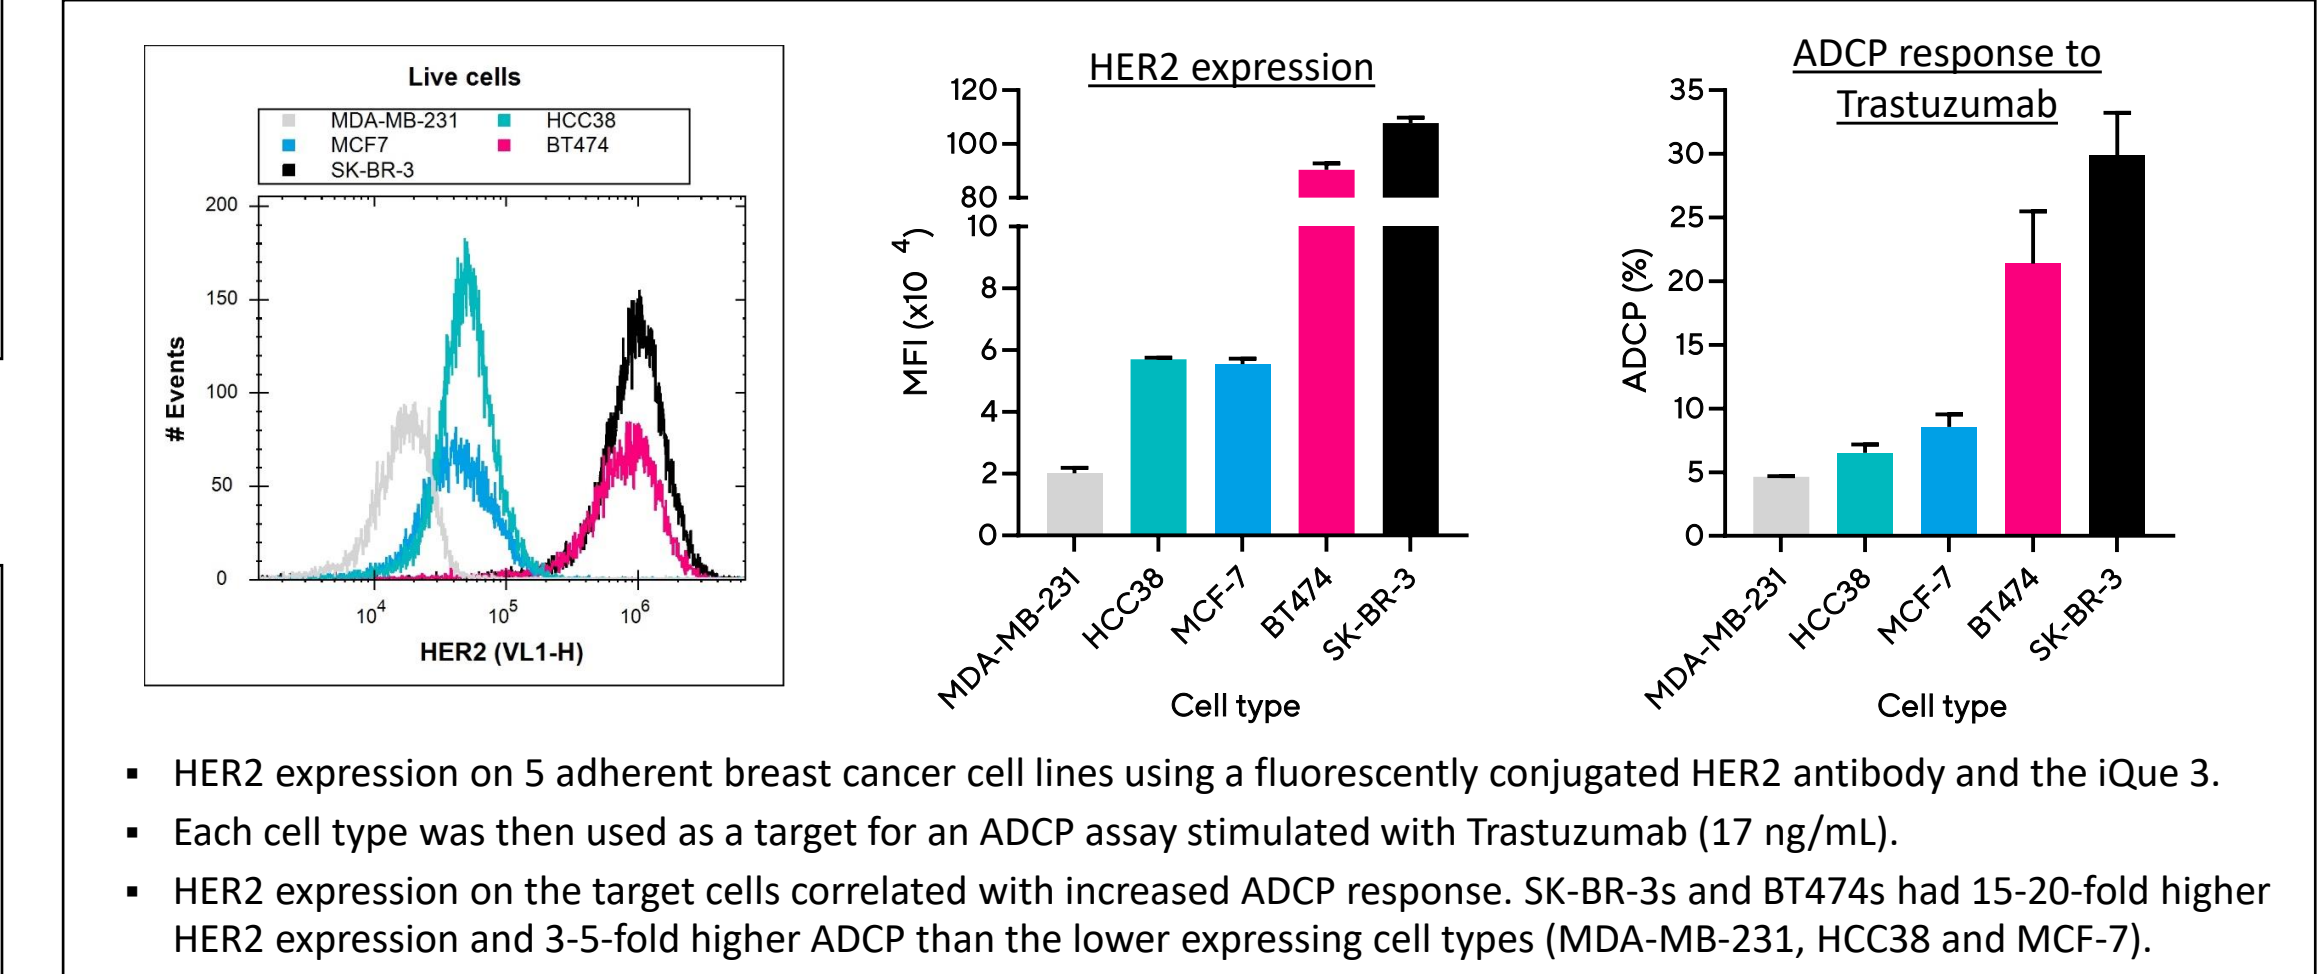 Live cells
MDA-MB-231
HCC38
MCF7
BT474
SK-BR-3
200
150
100
50
0
# Events
10^4
10^5
10^6
HER2 (VL1-H)
HER2 expression
120
100
80
10
8
6
4
2
0
MFI (x10 ^4)
MDA-MB-231
HCC38
MCF-7
BT474
SK-BR-3
Cell type
ADCP response to
Trastuzumab
35
30
25
20
15
10
5
0
ADCP (%)
MDA-MB-231
HCC38
MCF-7
BT474
SK-BR-3
Cell type
▪ HER2 expression on 5 adherent breast cancer cell lines using a fluorescently conjugated HER2 antibody and the iQue 3.
▪ Each cell type was then used as a target for an ADCP assay stimulated with Trastuzumab (17 ng/mL).
▪ HER2 expression on the target cells correlated with increased ADCP response. SK-BR-3s and BT474s had 15-20-fold higher
HER2 expression and 3-5-fold higher ADCP than the lower expressing cell types (MDA-MB-231, HCC38 and MCF-7).